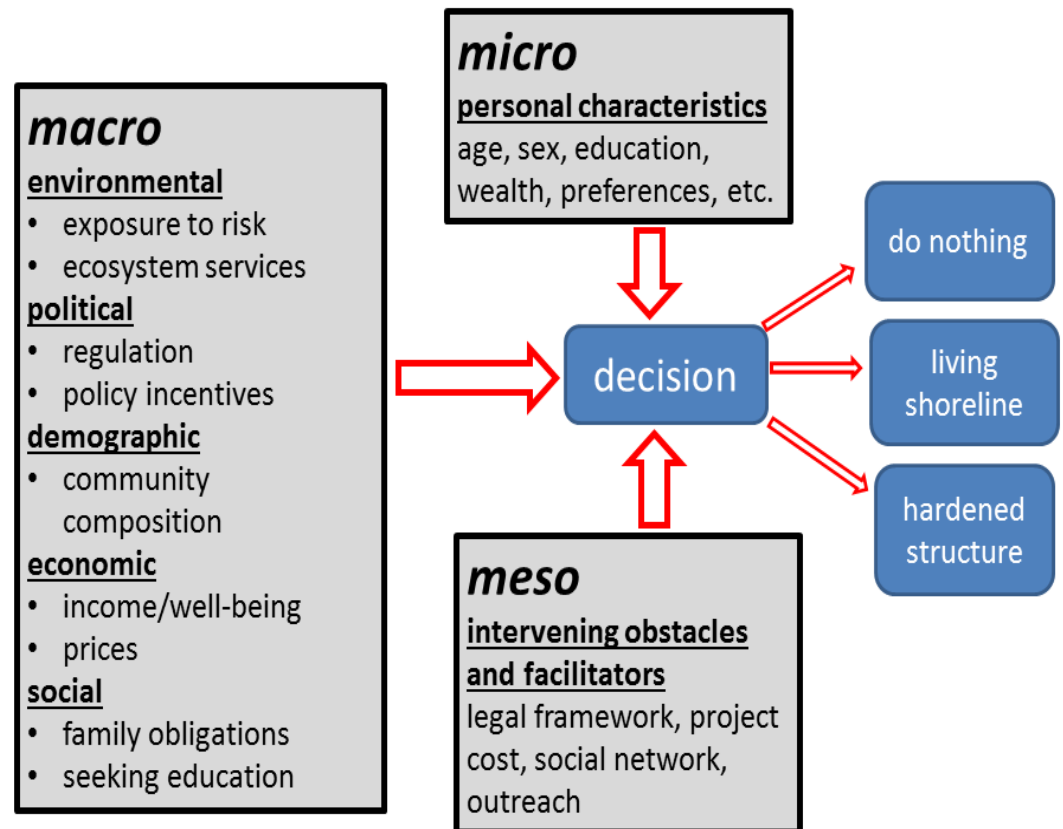 macro
environmental
• exposure to risk
• ecosystem services
political
• regulation
• policy incentives
demographic
• community
composition
economic
• income/well-being
• prices
social
• family obligations
• seeking education
micro
personal characteristics
age, sex, education,
wealth, preferences, etc.
decision
meso
intervening obstacles
and facilitators
legal framework, project
cost, social network,
outreach
do nothing
living
shoreline
hardened
structure